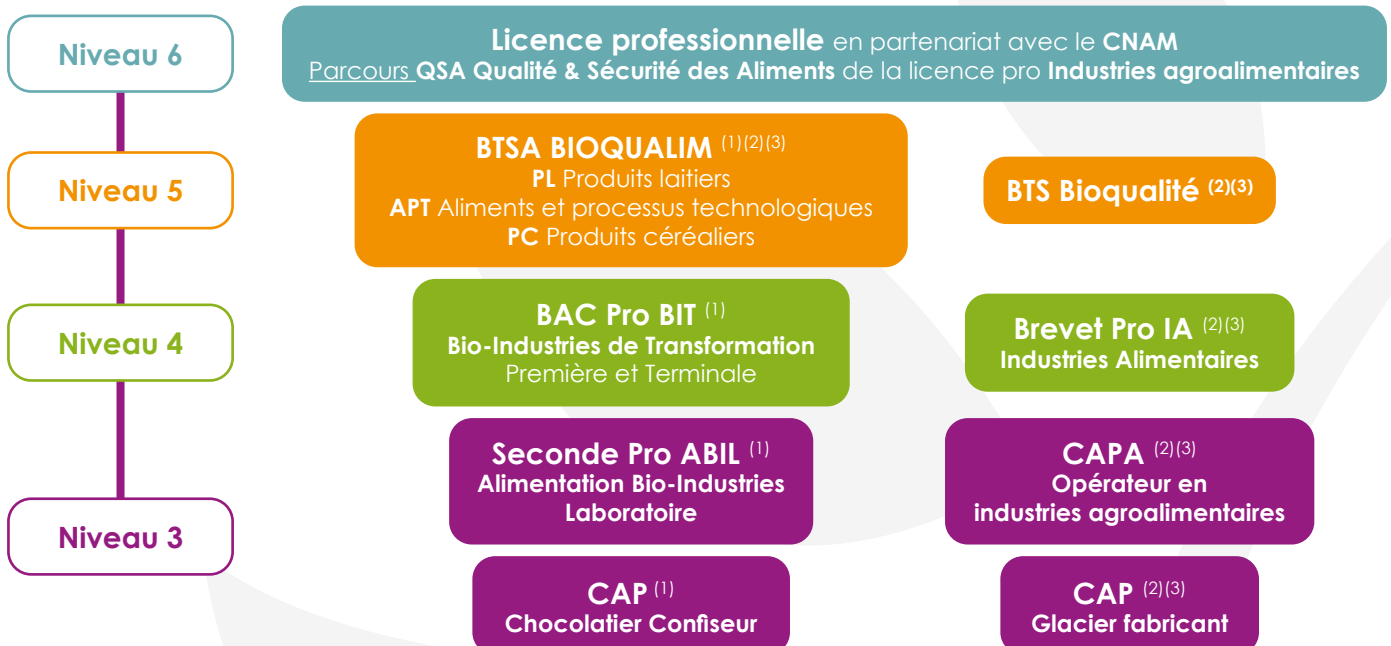 Niveau 6
Licence professionnelle en partenariat avec le CNAM
Parcours QSA Qualité & Sécurité des Aliments de la licence pro Industries agroalimentaires
Niveau 5
BTSA BIOQUALIM (1)(2)(3)
PL Produits laitiers
APT Aliments et processus technologiques
PC Produits céréaliers
BTS Bioqualité (2)(3)
Niveau 4
BAC Pro BIT (1)
Bio-Industries de Transformation
Première et Terminale
Brevet Pro IA (2)(3)
Industries Alimentaires
Niveau 3
Seconde Pro ABIL (1)
Alimentation Bio-Industries
Laboratoire
CAPA (2)(3)
Opérateur en
industries agroalimentaires
CAP (1)
Chocolatier Confiseur
CAP (2)(3)
Glacier fabricant